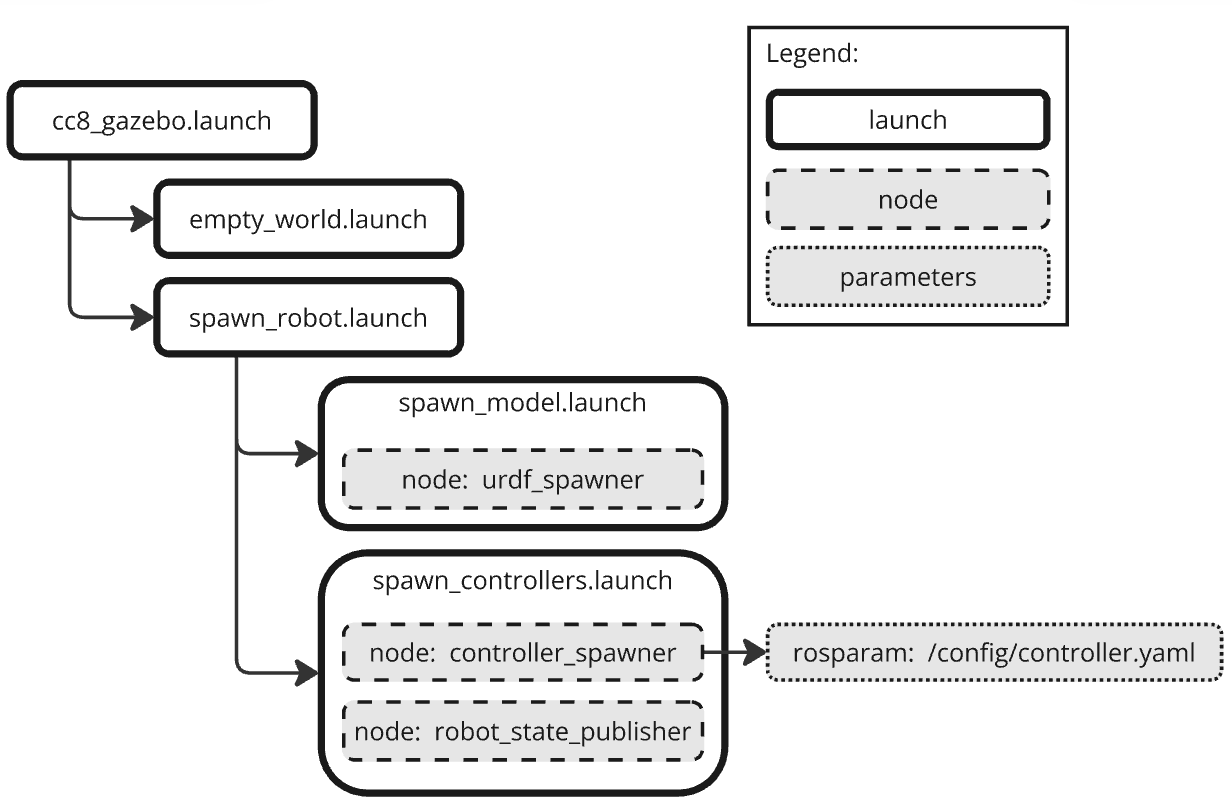 Legend:
cc8_gazebo.launch
launch
empty_world.launch
node
spawn_robot.launch
parameters
spawn_model.launch
node: urdf_spawner
spawn_controllers.launch
node: controller_spawner
rosparam: /config/controller.yaml
node: robot_state_publisher